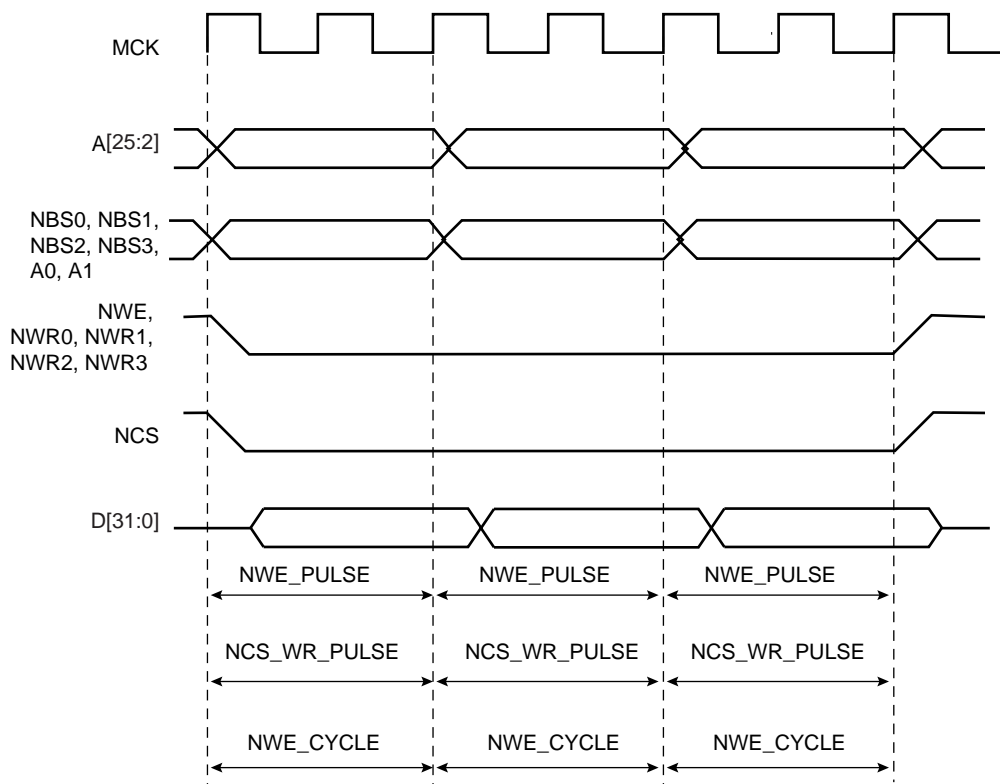 MCK
A[25:2]
NBS0, NBS1,
NBS2, NBS3,
A0, A1
NWE,
NWR0, NWR1,
NWR2, NWR3
NCS
D[31:0]
NWE_PULSE NWE_PULSE NWE_PULSE
NCS_WR_PULSE NCS_WR_PULSE NCS_WR_PULSE
NWE_CYCLE NWE_CYCLE NWE_CYCLE